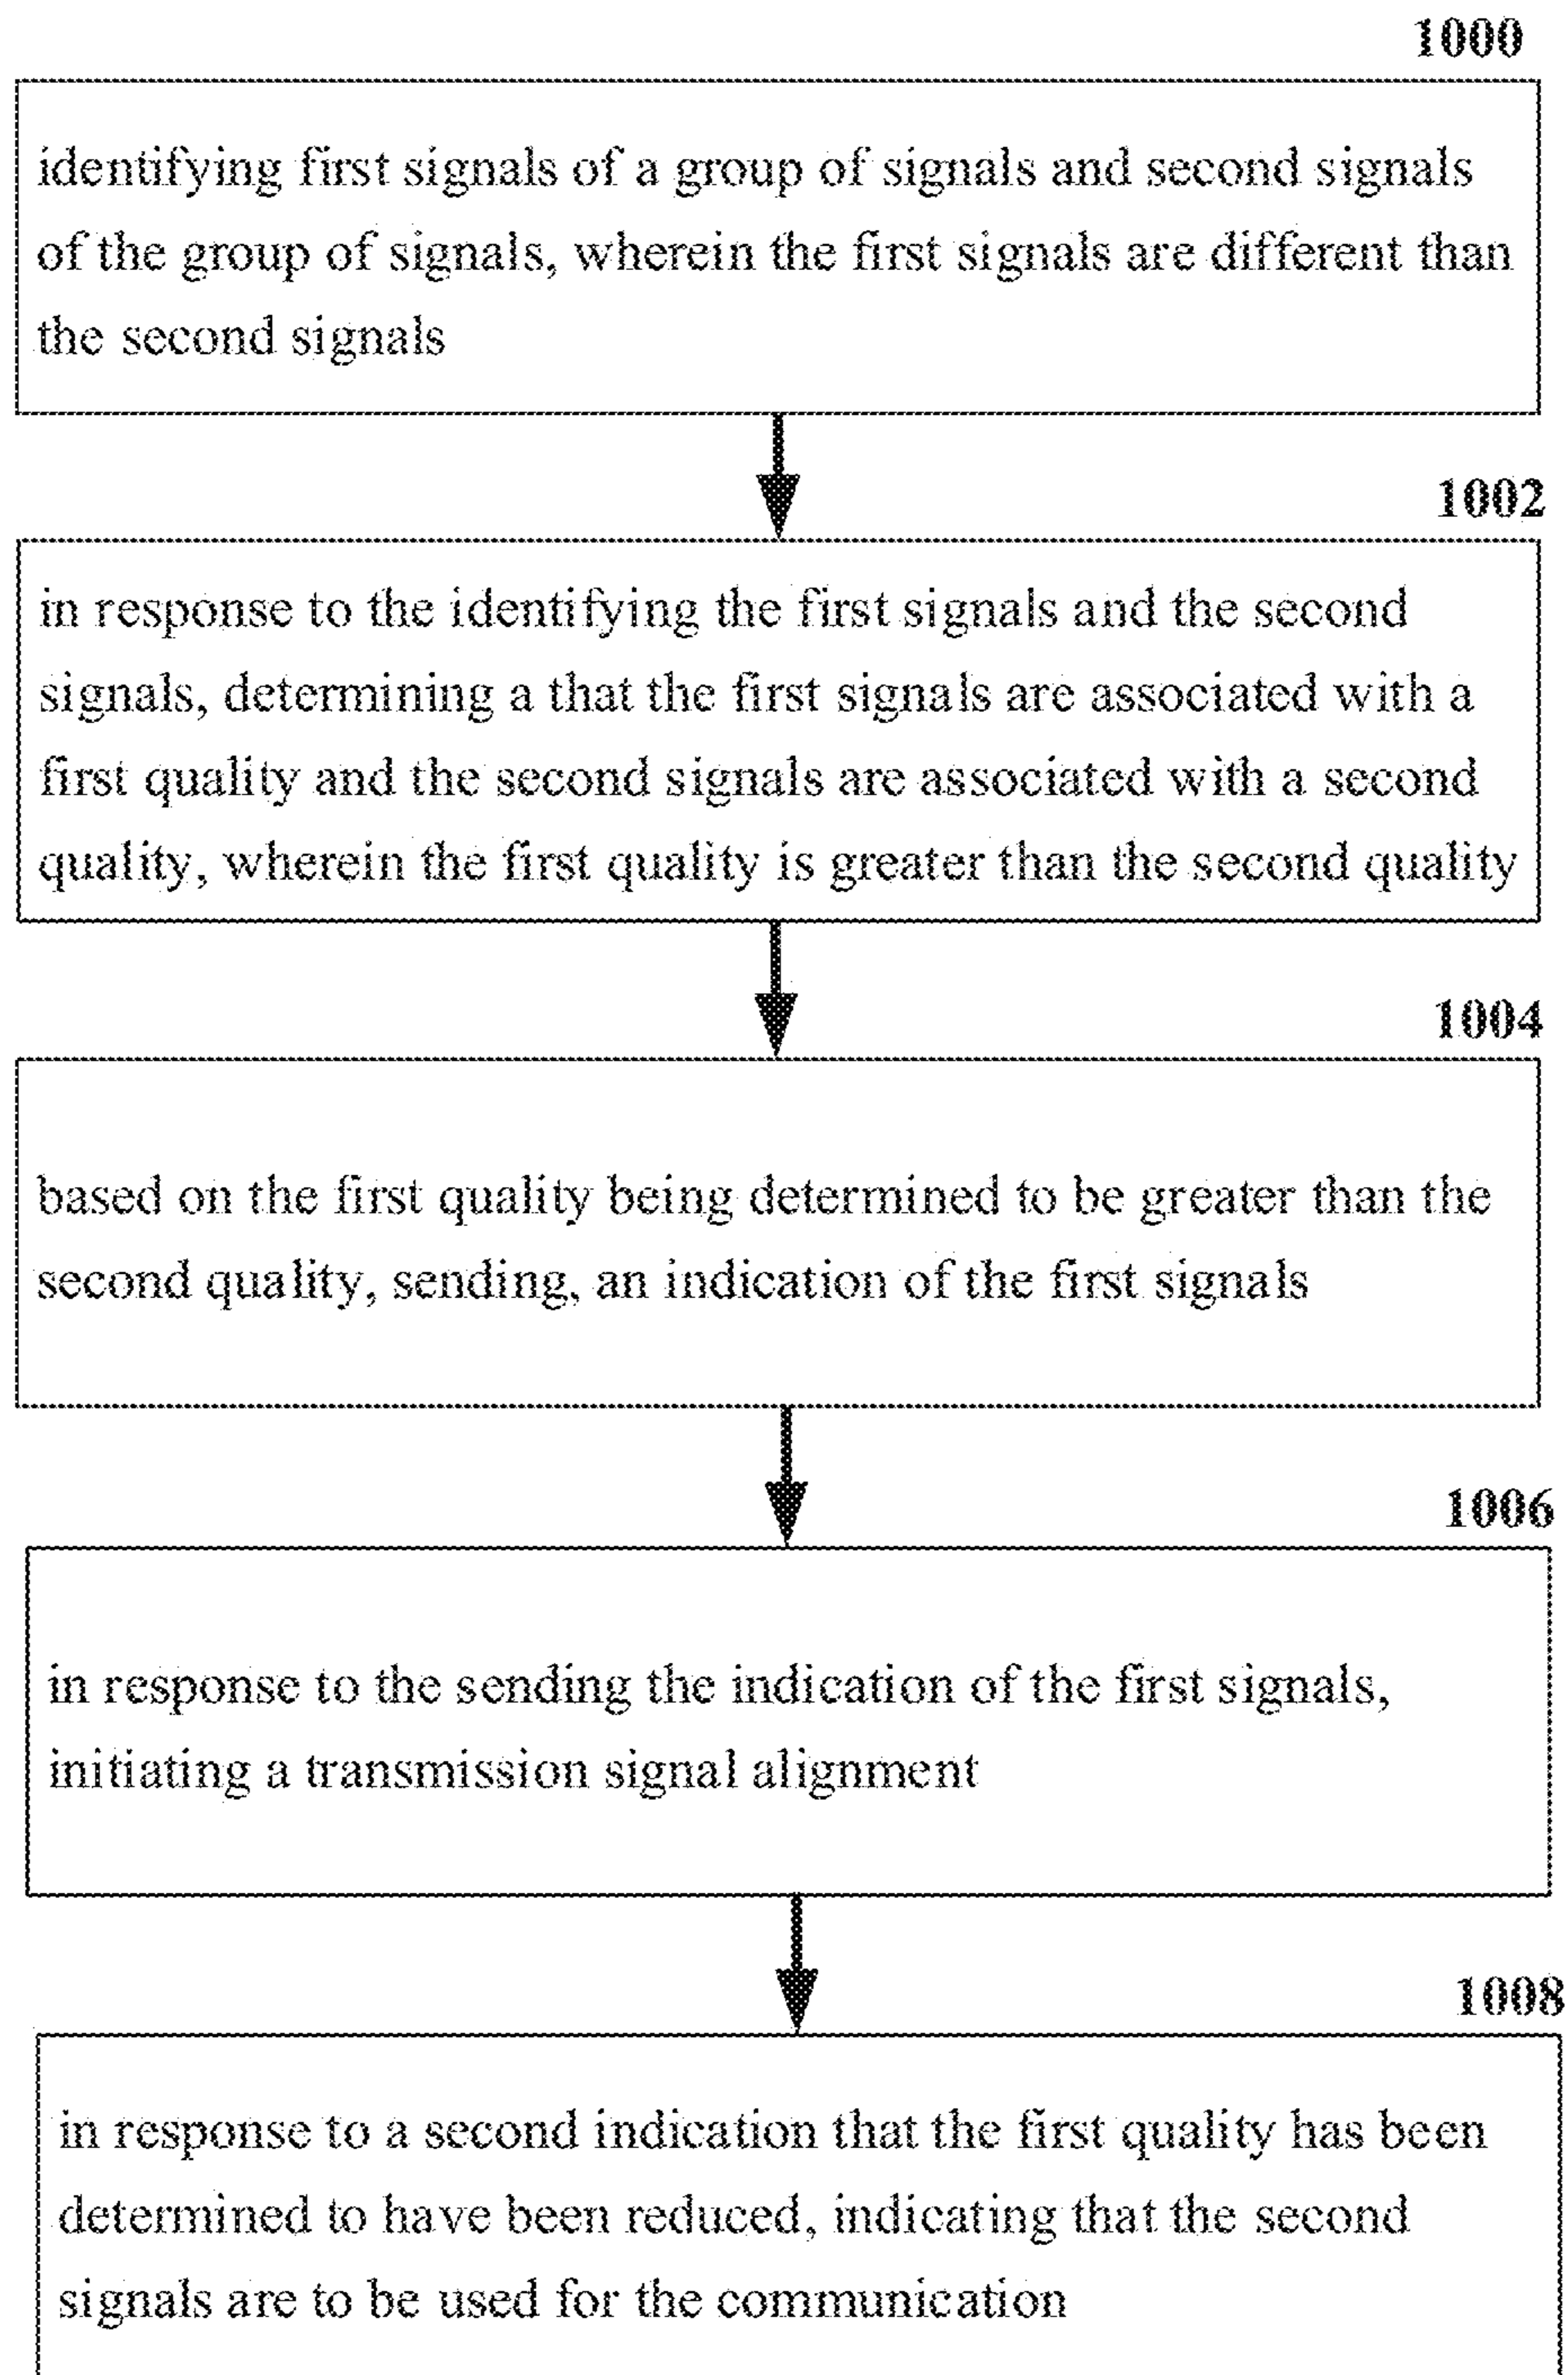 1000
identifying first signals of a group of signals and second signals
of the group of signals, wherein the first signals are different than
the second signals
1002
in response to the identifying the first signals and the second
signals, determining a that the first signals are associated with a
first quality and the second signals are associated with a second
quality, wherein the first quality is greater than the second quality
1004
based on the first quality being determined to be greater than the
second quality, sending, an indication of the first signals
1006
in response to the sending the indication of the first signals,
initiating a transmission signal alignment
1008
in response to a second indication that the first quality has been
determined to have been reduced, indicating that the second
signals are to be used for the communication